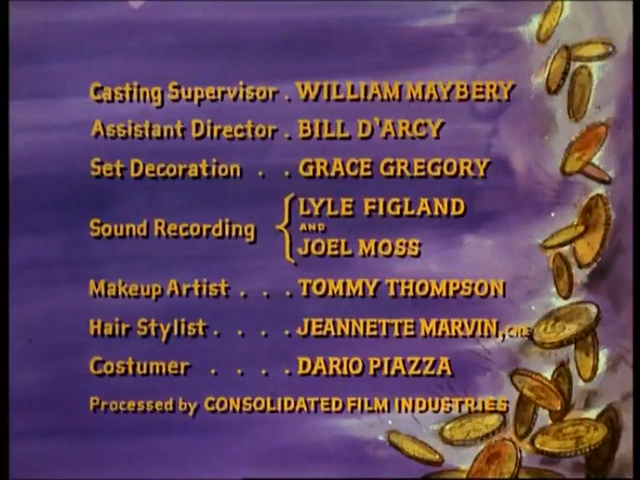 Casting Supervisor . WILLIAM MAYBERY
Assistant Director . BILL D'ARCY
Set Decoration . . GRACE GREGORY
Sound Recording { LYLE FIGLAND
AND
JOEL MOSS
Makeup Artist . . . TOMMY THOMPSON
Hair Stylist . . . . JEANNETTE MARVIN,
Costumer . . . . DARIO PIAZZA
Processed by CONSOLIDATED FILM INDUSTRIES